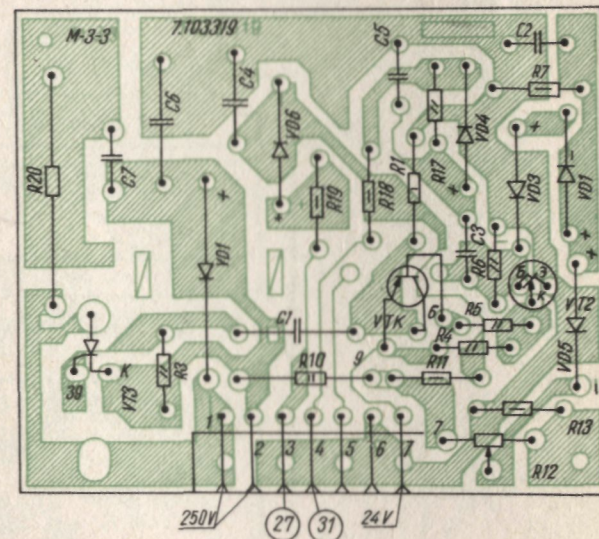 M-3-3
7.103319
19
C5
C2
R7
C4
C6
VD6
R17
VD4
R20
C7
R19
R18
R1
VD3
VD1
VD1
C3
R6
Б Э
К
VTK
6
R5
VT2
C1
R4
VD5
39
K
VT3
R3
R10
9
R11
1
2
3
4
5
6
7
7
R13
R12
250V
27
31
24V